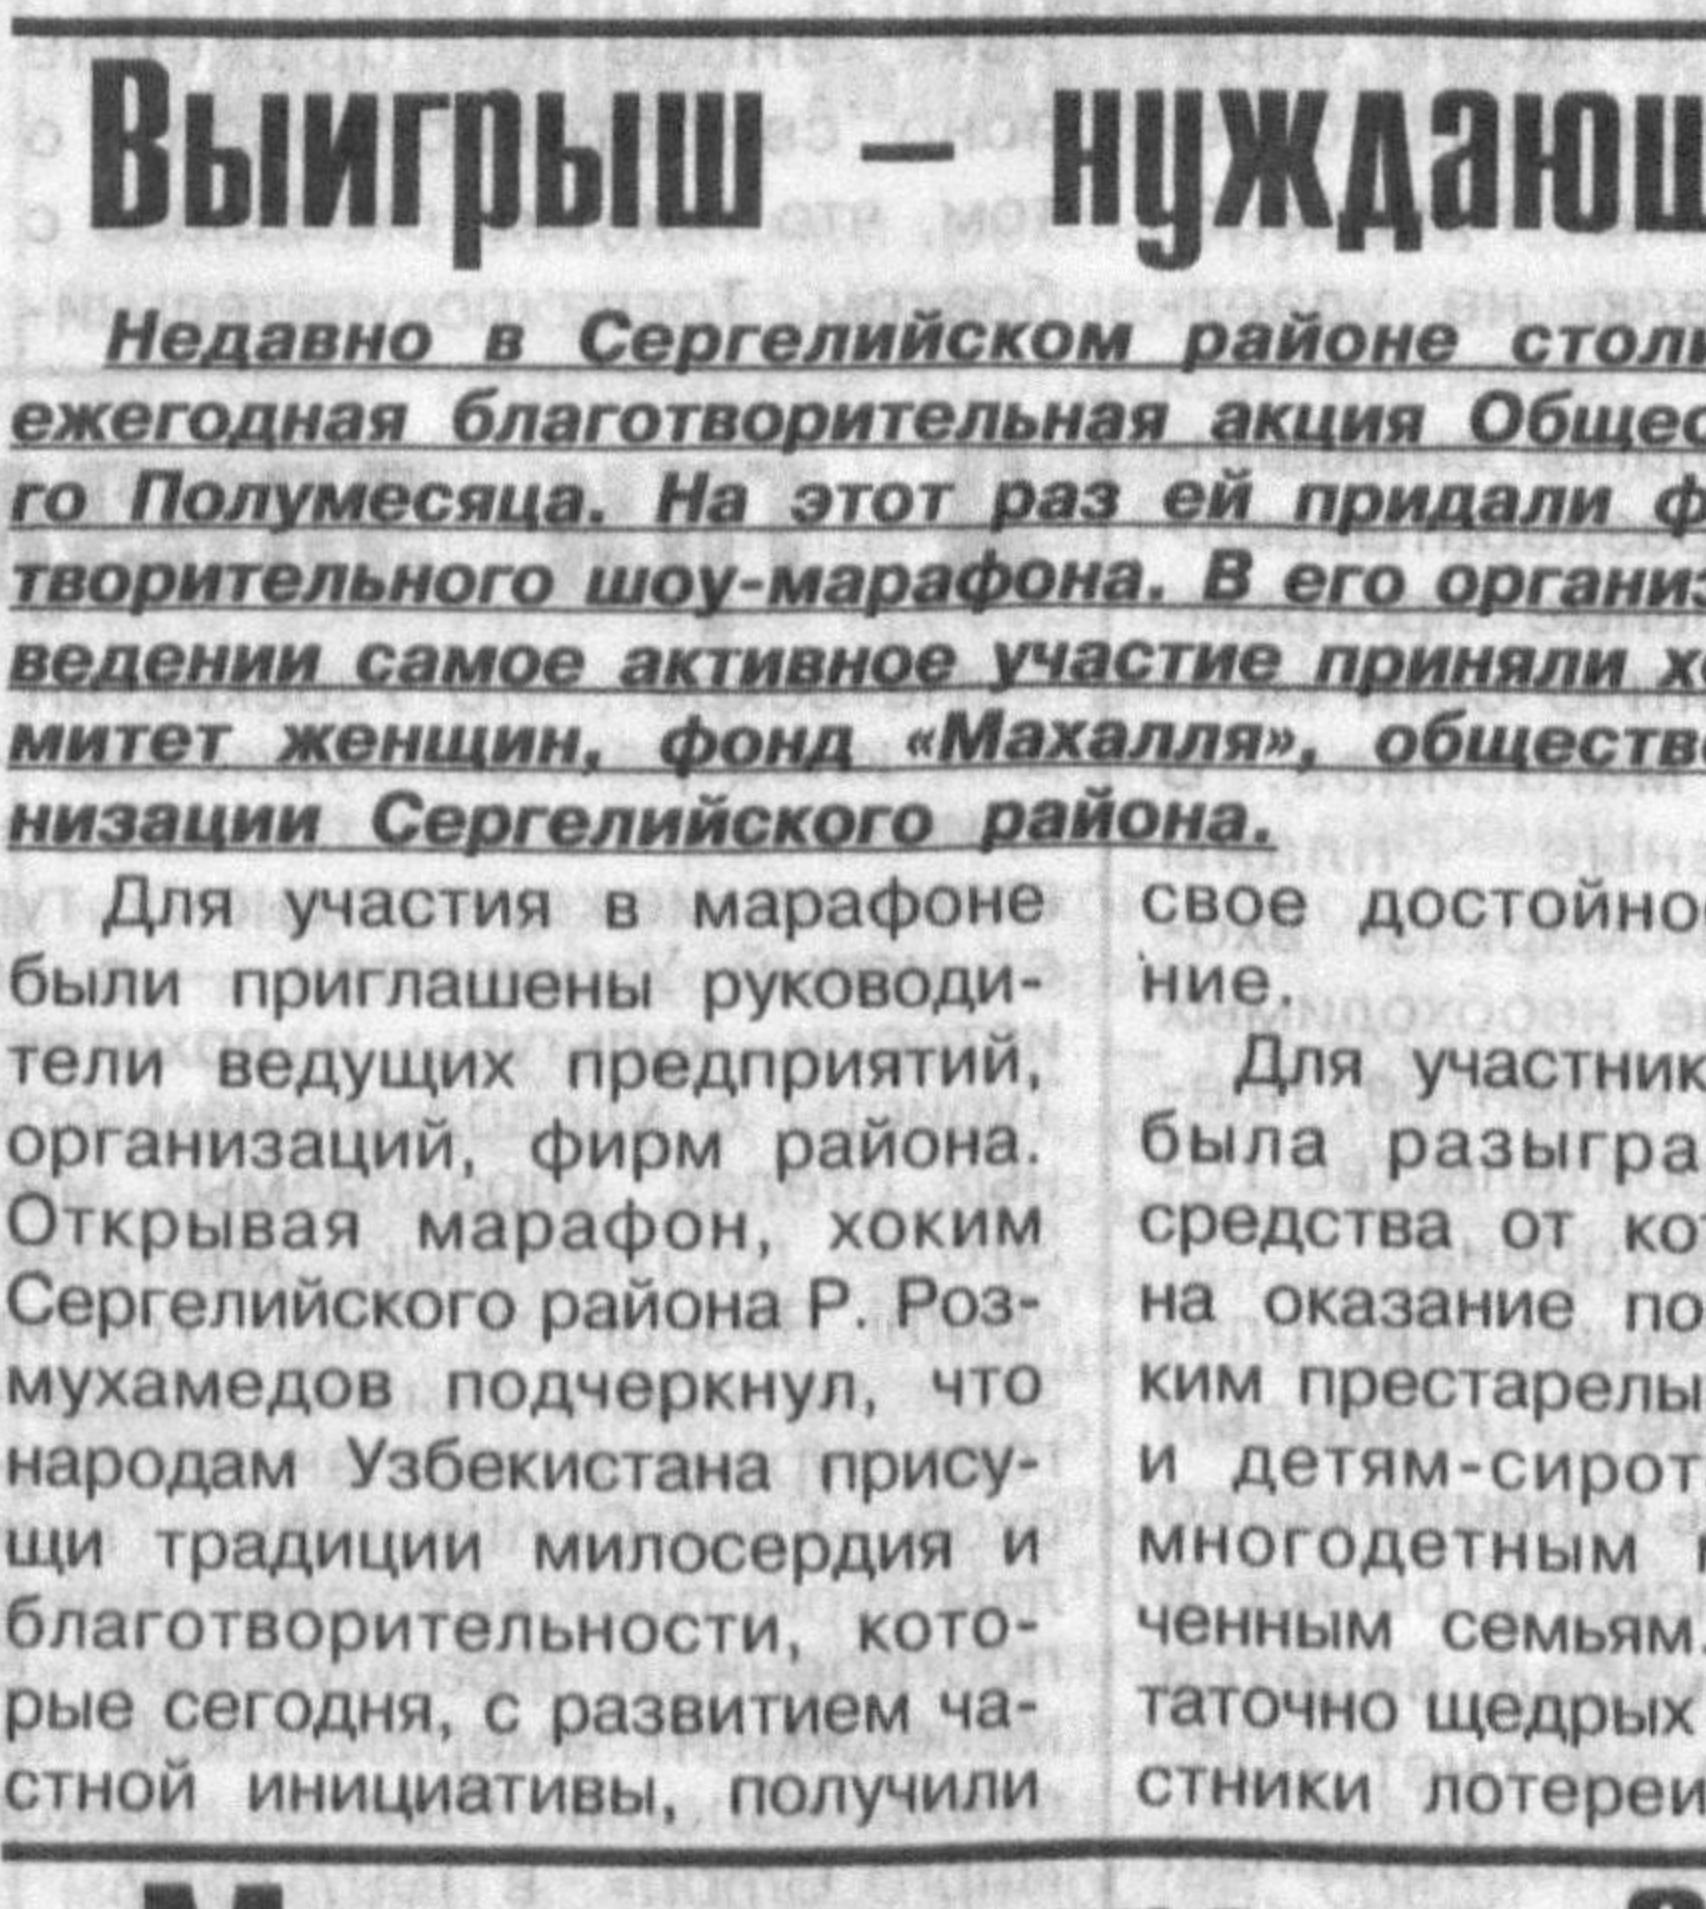 Выигрыш – нуждающ
Недавно в Сергелийском районе столи
ежегодная благотворительная акция Общес
го Полумесяца. На этот раз ей придали ф
творительного шоу-марафона. В его организ
ведении самое активное участие приняли хо
митет женщин, фонд «Махалля», обществе
низации Сергелийского района.
Для участия в марафоне
были приглашены руководи-
тели ведущих предприятий,
организаций, фирм района.
Открывая марафон, хоким
Сергелийского района Р. Роз-
мухамедов подчеркнул, что
народам Узбекистана прису-
щи традиции милосердия и
благотворительности, кото-
рые сегодня, с развитием ча-
стной инициативы, получили
свое достойно
ние.
Для участник
была разыгра
средства от ко
на оказание по
ким престарелы
и детям-сирот
многодетным
ченным семьям.
таточно щедрых
стники лотереи